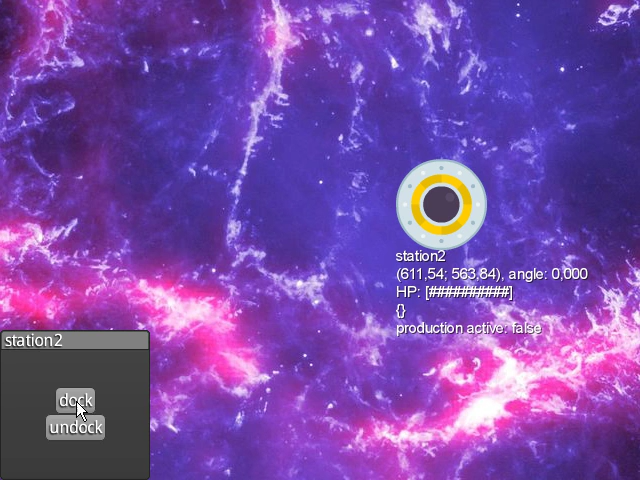 station2
(611,54; 563,84), angle: 0,000
HP: [##########]
{}
production active: false
station2
dock
undock